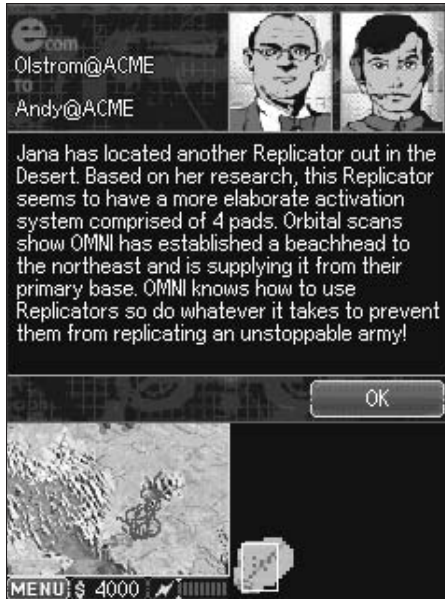 e com
Olstrom@ACME
TO
Andy@ACME
Jana has located another Replicator out in the
Desert. Based on her research, this Replicator
seems to have a more elaborate activation
system comprised of 4 pads. Orbital scans
show OMNI has established a beachhead to
the northeast and is supplying it from their
primary base. OMNI knows how to use
Replicators so do whatever it takes to prevent
them from replicating an unstoppable army!
OK
MENU $ 4000